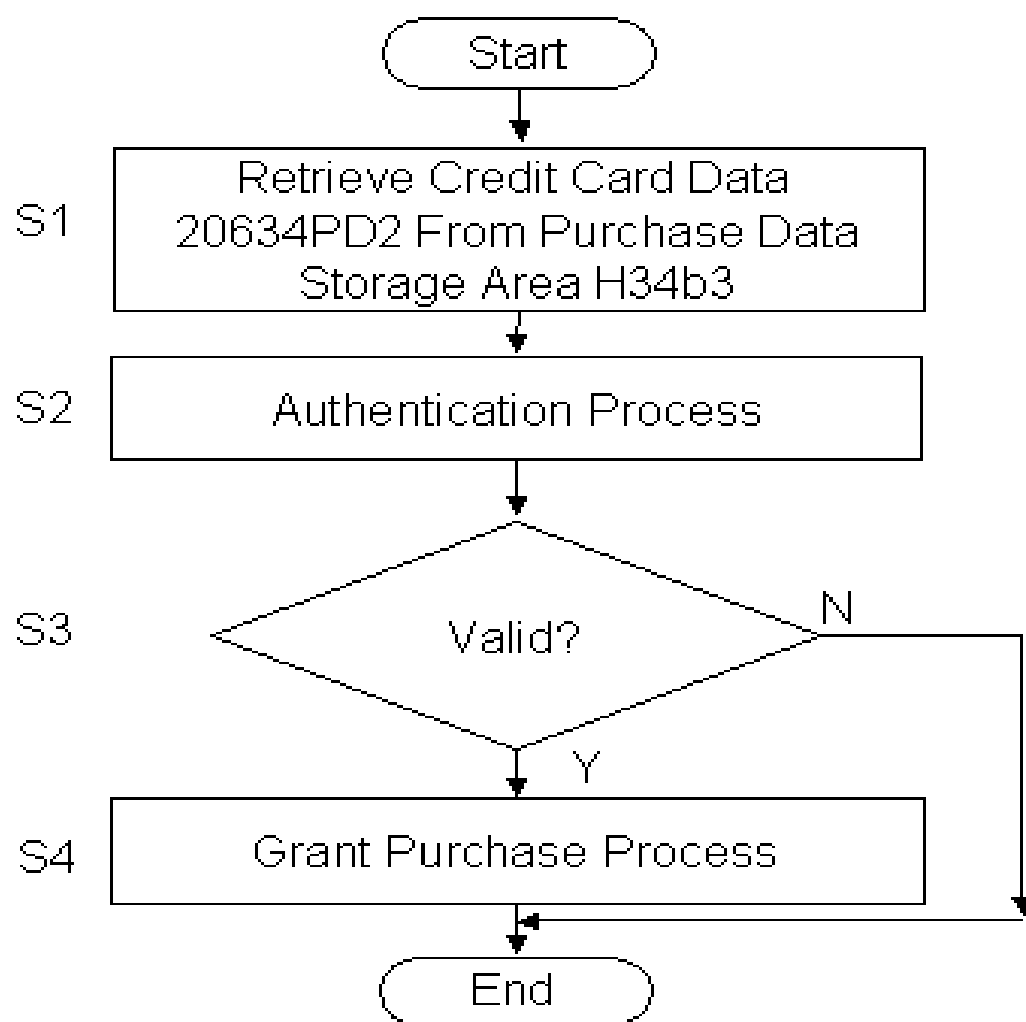 Start
S1
Retrieve Credit Card Data
20634PD2 From Purchase Data
Storage Area H34b3
S2
Authentication Process
S3
Valid?
N
Y
S4
Grant Purchase Process
End